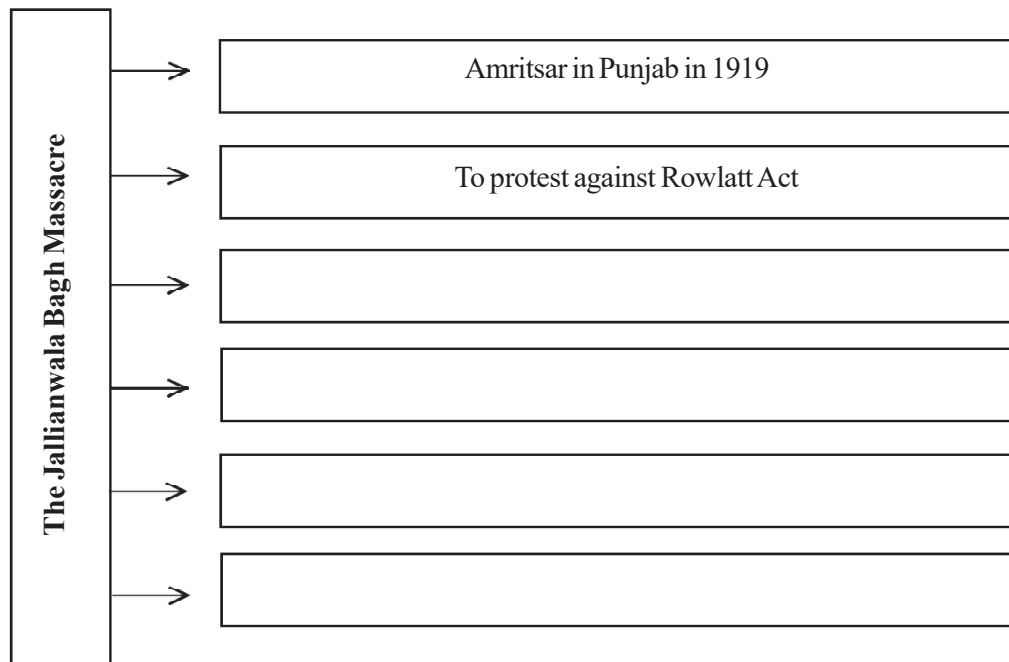 The Jallianwala Bagh Massacre
Amritsar in Punjab in 1919
To protest against Rowlatt Act